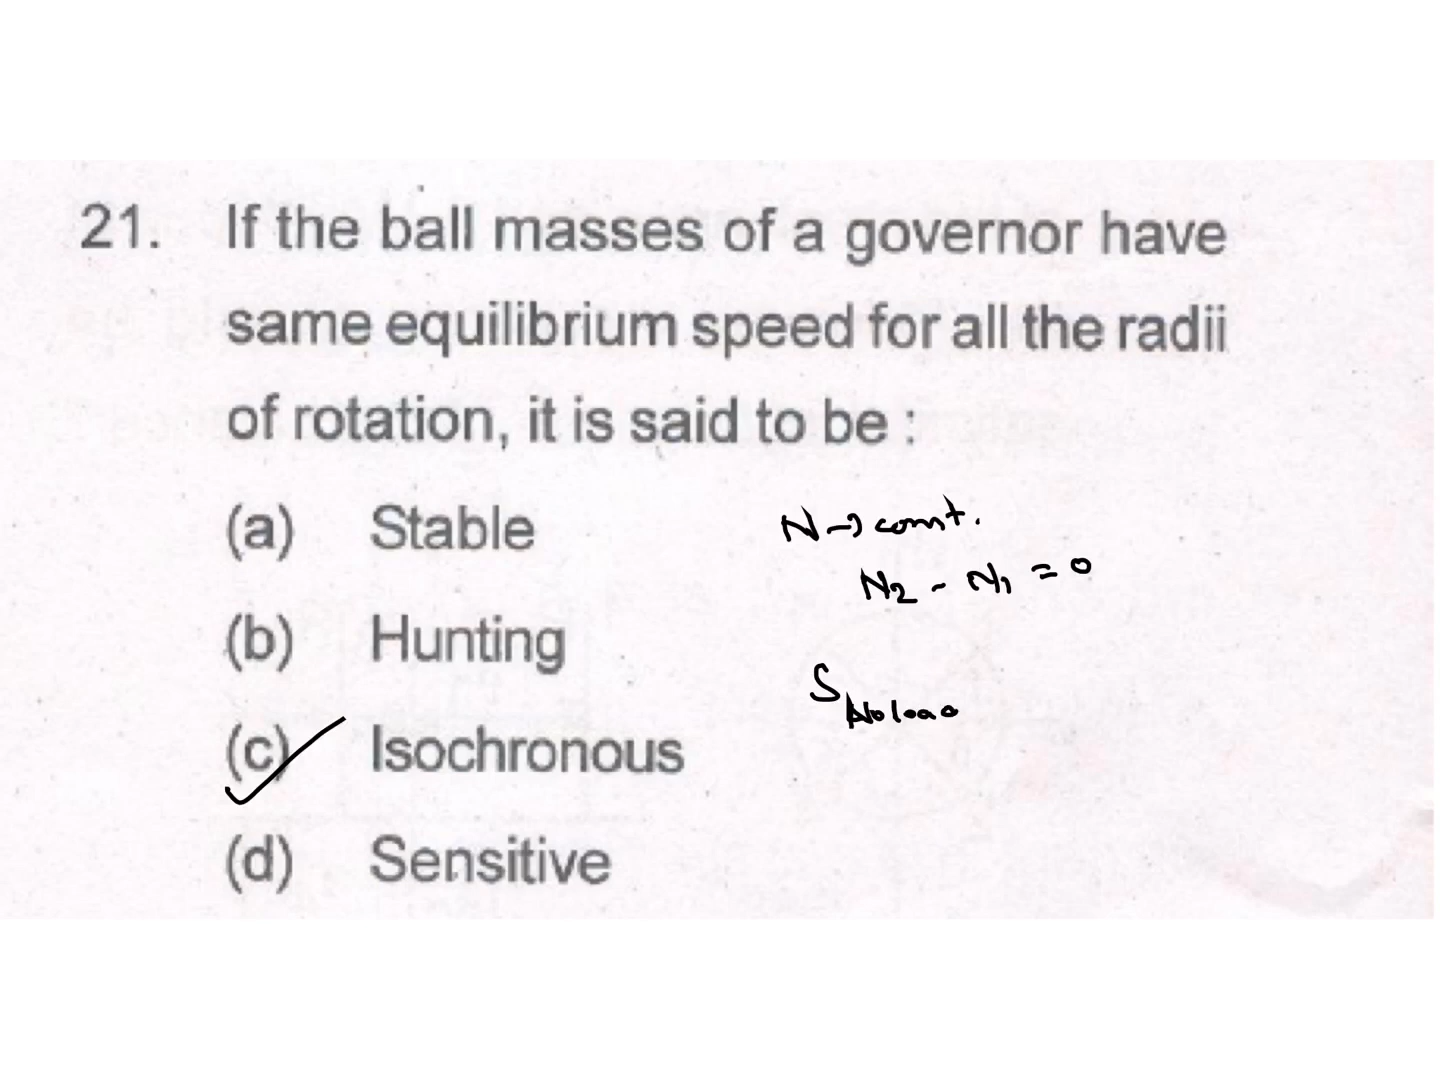 21. If the ball masses of a governor have
same equilibrium speed for all the radii
of rotation, it is said to be :
(a) Stable
N → const.
N2 - N1 = 0
(b) Hunting
(c) Isochronous
(d) Sensitive